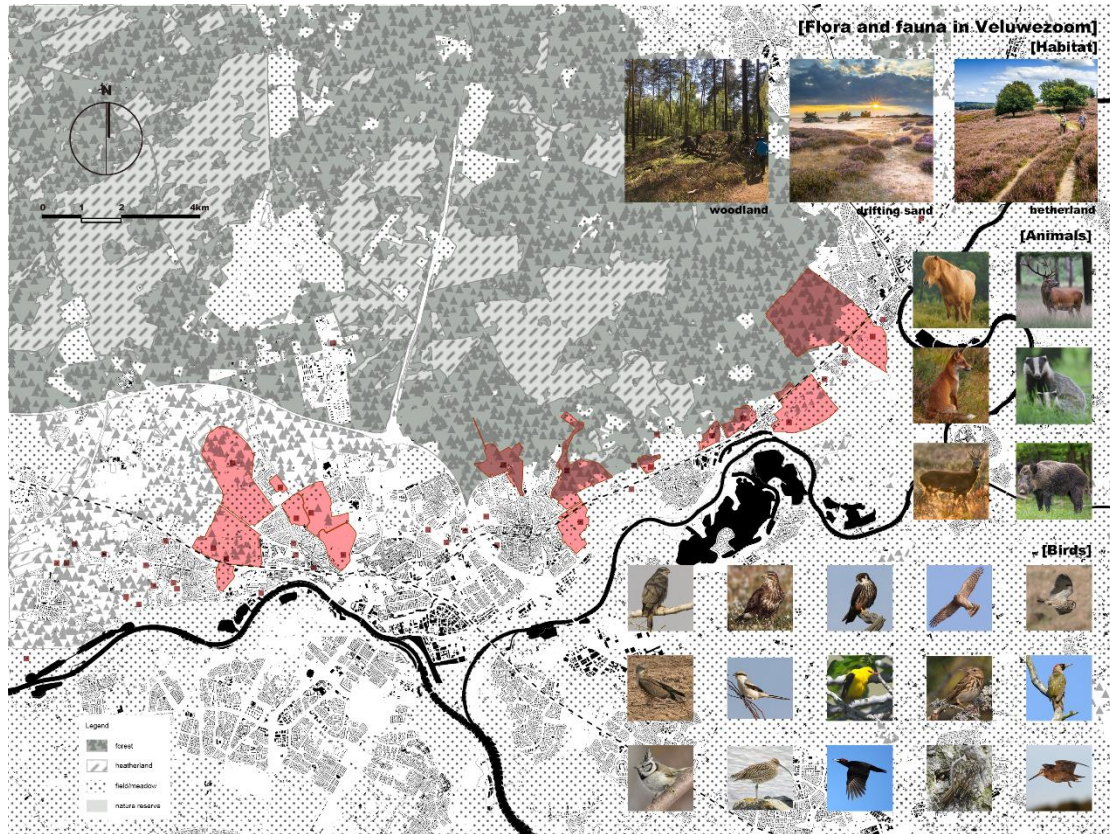 [Flora and fauna in Veluwezoom]
[Habitat]
N
0 1 2 4km
woodland
drifting sand
hetherland
[Animals]
[Birds]
Legend
forest
heatherland
field/meadow
natura reserve